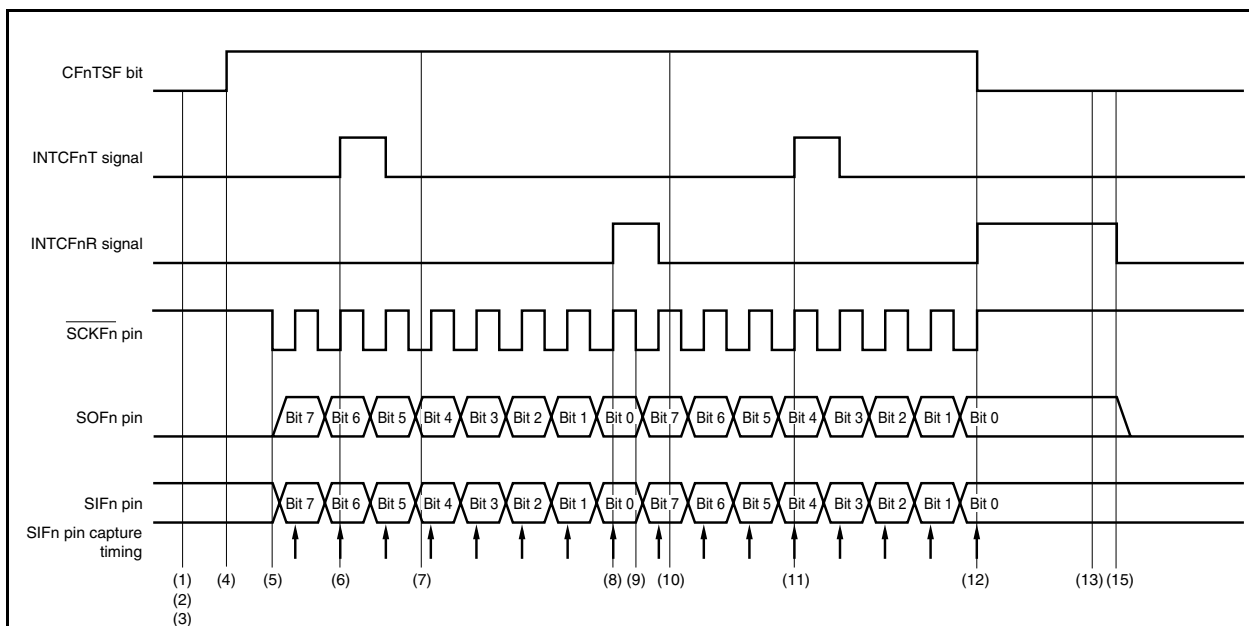 CFnTSF bit
INTCFnT signal
INTCFnR signal
SCKFn pin
SOFn pin
Bit 7 Bit 6 Bit 5 Bit 4 Bit 3 Bit 2 Bit 1 Bit 0 Bit 7 Bit 6 Bit 5 Bit 4 Bit 3 Bit 2 Bit 1 Bit 0
SIFn pin
Bit 7 Bit 6 Bit 5 Bit 4 Bit 3 Bit 2 Bit 1 Bit 0 Bit 7 Bit 6 Bit 5 Bit 4 Bit 3 Bit 2 Bit 1 Bit 0
SIFn pin capture
timing
(1) (4) (5) (6) (7) (8) (9) (10) (11) (12) (13) (15)
(2)
(3)